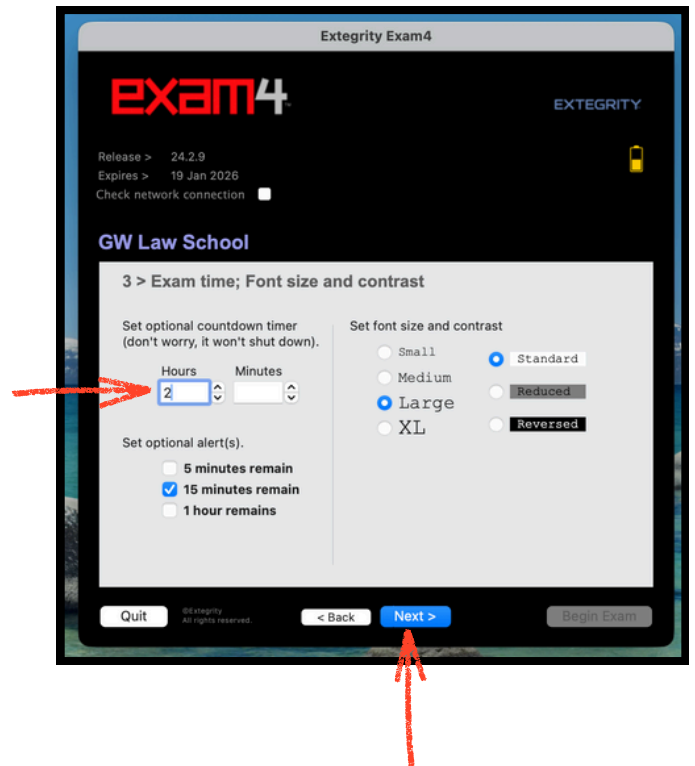 Extegrity Exam4
exam4
EXTEGRITY
Release > 24.2.9
Expires > 19 Jan 2026
Check network connection
GW Law School
3 > Exam time; Font size and contrast
Set optional countdown timer
(don't worry, it won't shut down).
Hours Minutes
2
Set optional alert(s).
5 minutes remain
15 minutes remain
1 hour remains
Set font size and contrast
Small
Medium
Large
XL
Standard
Reduced
Reversed
Quit
©Extegrity
All rights reserved.
< Back
Next >
Begin Exam